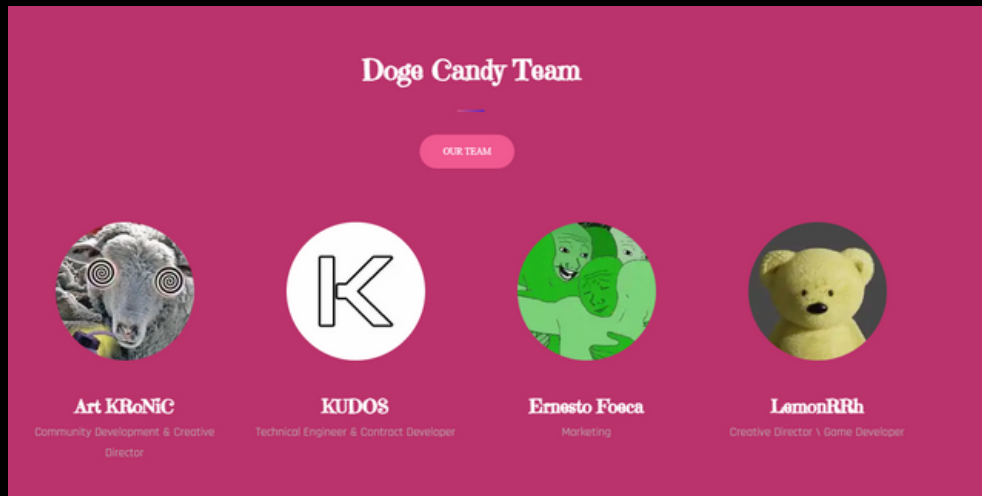 Doge Candy Team
OUR TEAM
K
Art KRoNiC
Community Development & Creative
Director
KUDOS
Technical Engineer & Contract Developer
Ernesto Foeca
Marketing
LemonRRh
Creative Director \ Game Developer